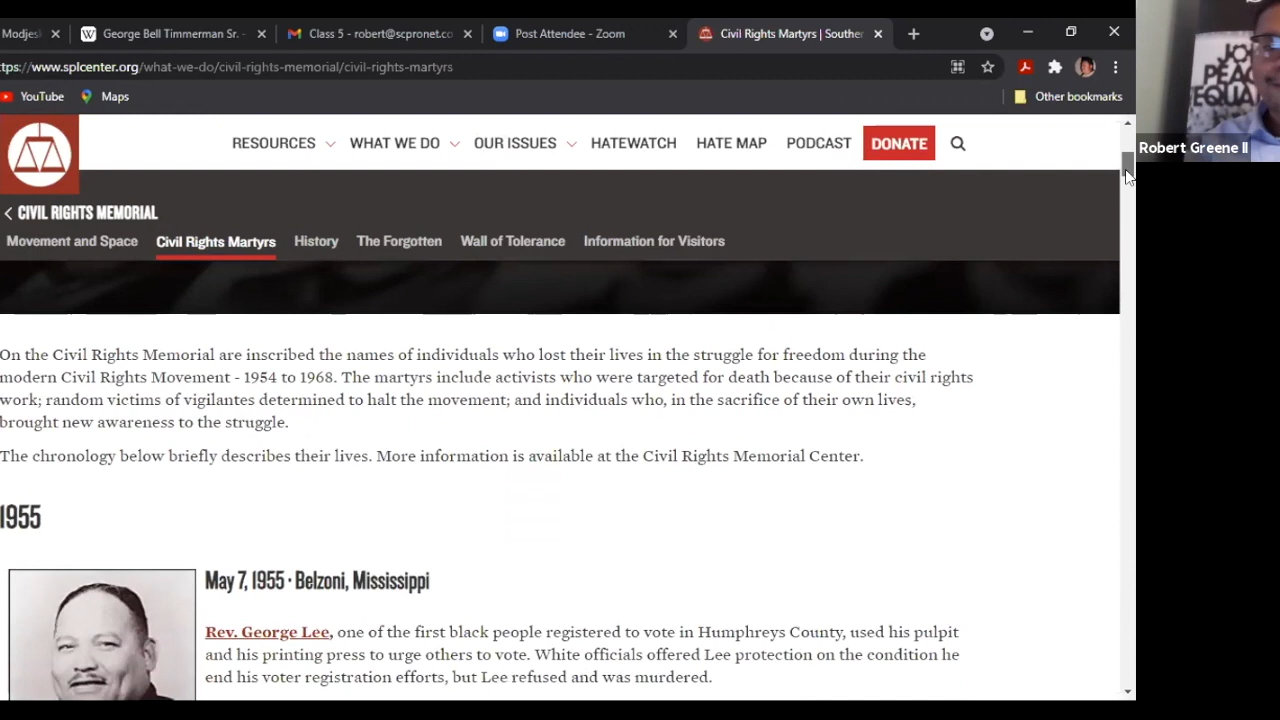 Modjes
George Bell Timmerman Sr. -
Class 5 - robert@scpronet.co
Post Attendee - Zoom
Civil Rights Martyrs | Souther
tps://www.splcenter.org/what-we-do/civil-rights-memorial/civil-rights-martyrs
YouTube
Maps
Other bookmarks
RESOURCES
WHAT WE DO
OUR ISSUES
HATEWATCH
HATE MAP
PODCAST
DONATE
CIVIL RIGHTS MEMORIAL
Movement and Space
Civil Rights Martyrs
History
The Forgotten
Wall of Tolerance
Information for Visitors
On the Civil Rights Memorial are inscribed the names of individuals who lost their lives in the struggle for freedom during the
modern Civil Rights Movement - 1954 to 1968. The martyrs include activists who were targeted for death because of their civil rights
work; random victims of vigilantes determined to halt the movement; and individuals who, in the sacrifice of their own lives,
brought new awareness to the struggle.
The chronology below briefly describes their lives. More information is available at the Civil Rights Memorial Center.
1955
May 7, 1955 · Belzoni, Mississippi
Rev. George Lee, one of the first black people registered to vote in Humphreys County, used his pulpit
and his printing press to urge others to vote. White officials offered Lee protection on the condition he
end his voter registration efforts, but Lee refused and was murdered.
Robert Greene II